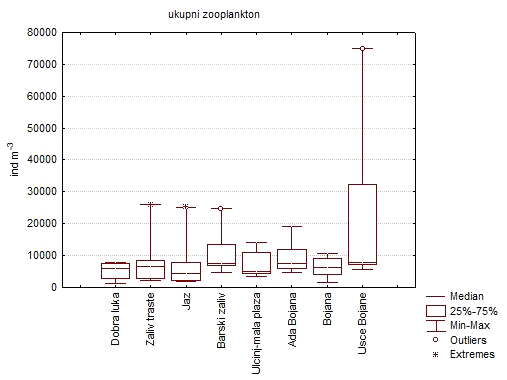 ukupni zooplankton
80000
70000
60000
50000
40000
30000
20000
10000
0
ind m-3
Dobra luka
Zaliv traste
Jaz
Barski zaliv
Ulcinj-mala plaza
Ada Bojana
Bojana
Usce Bojane
Median
25%-75%
Min-Max
Outliers
Extremes